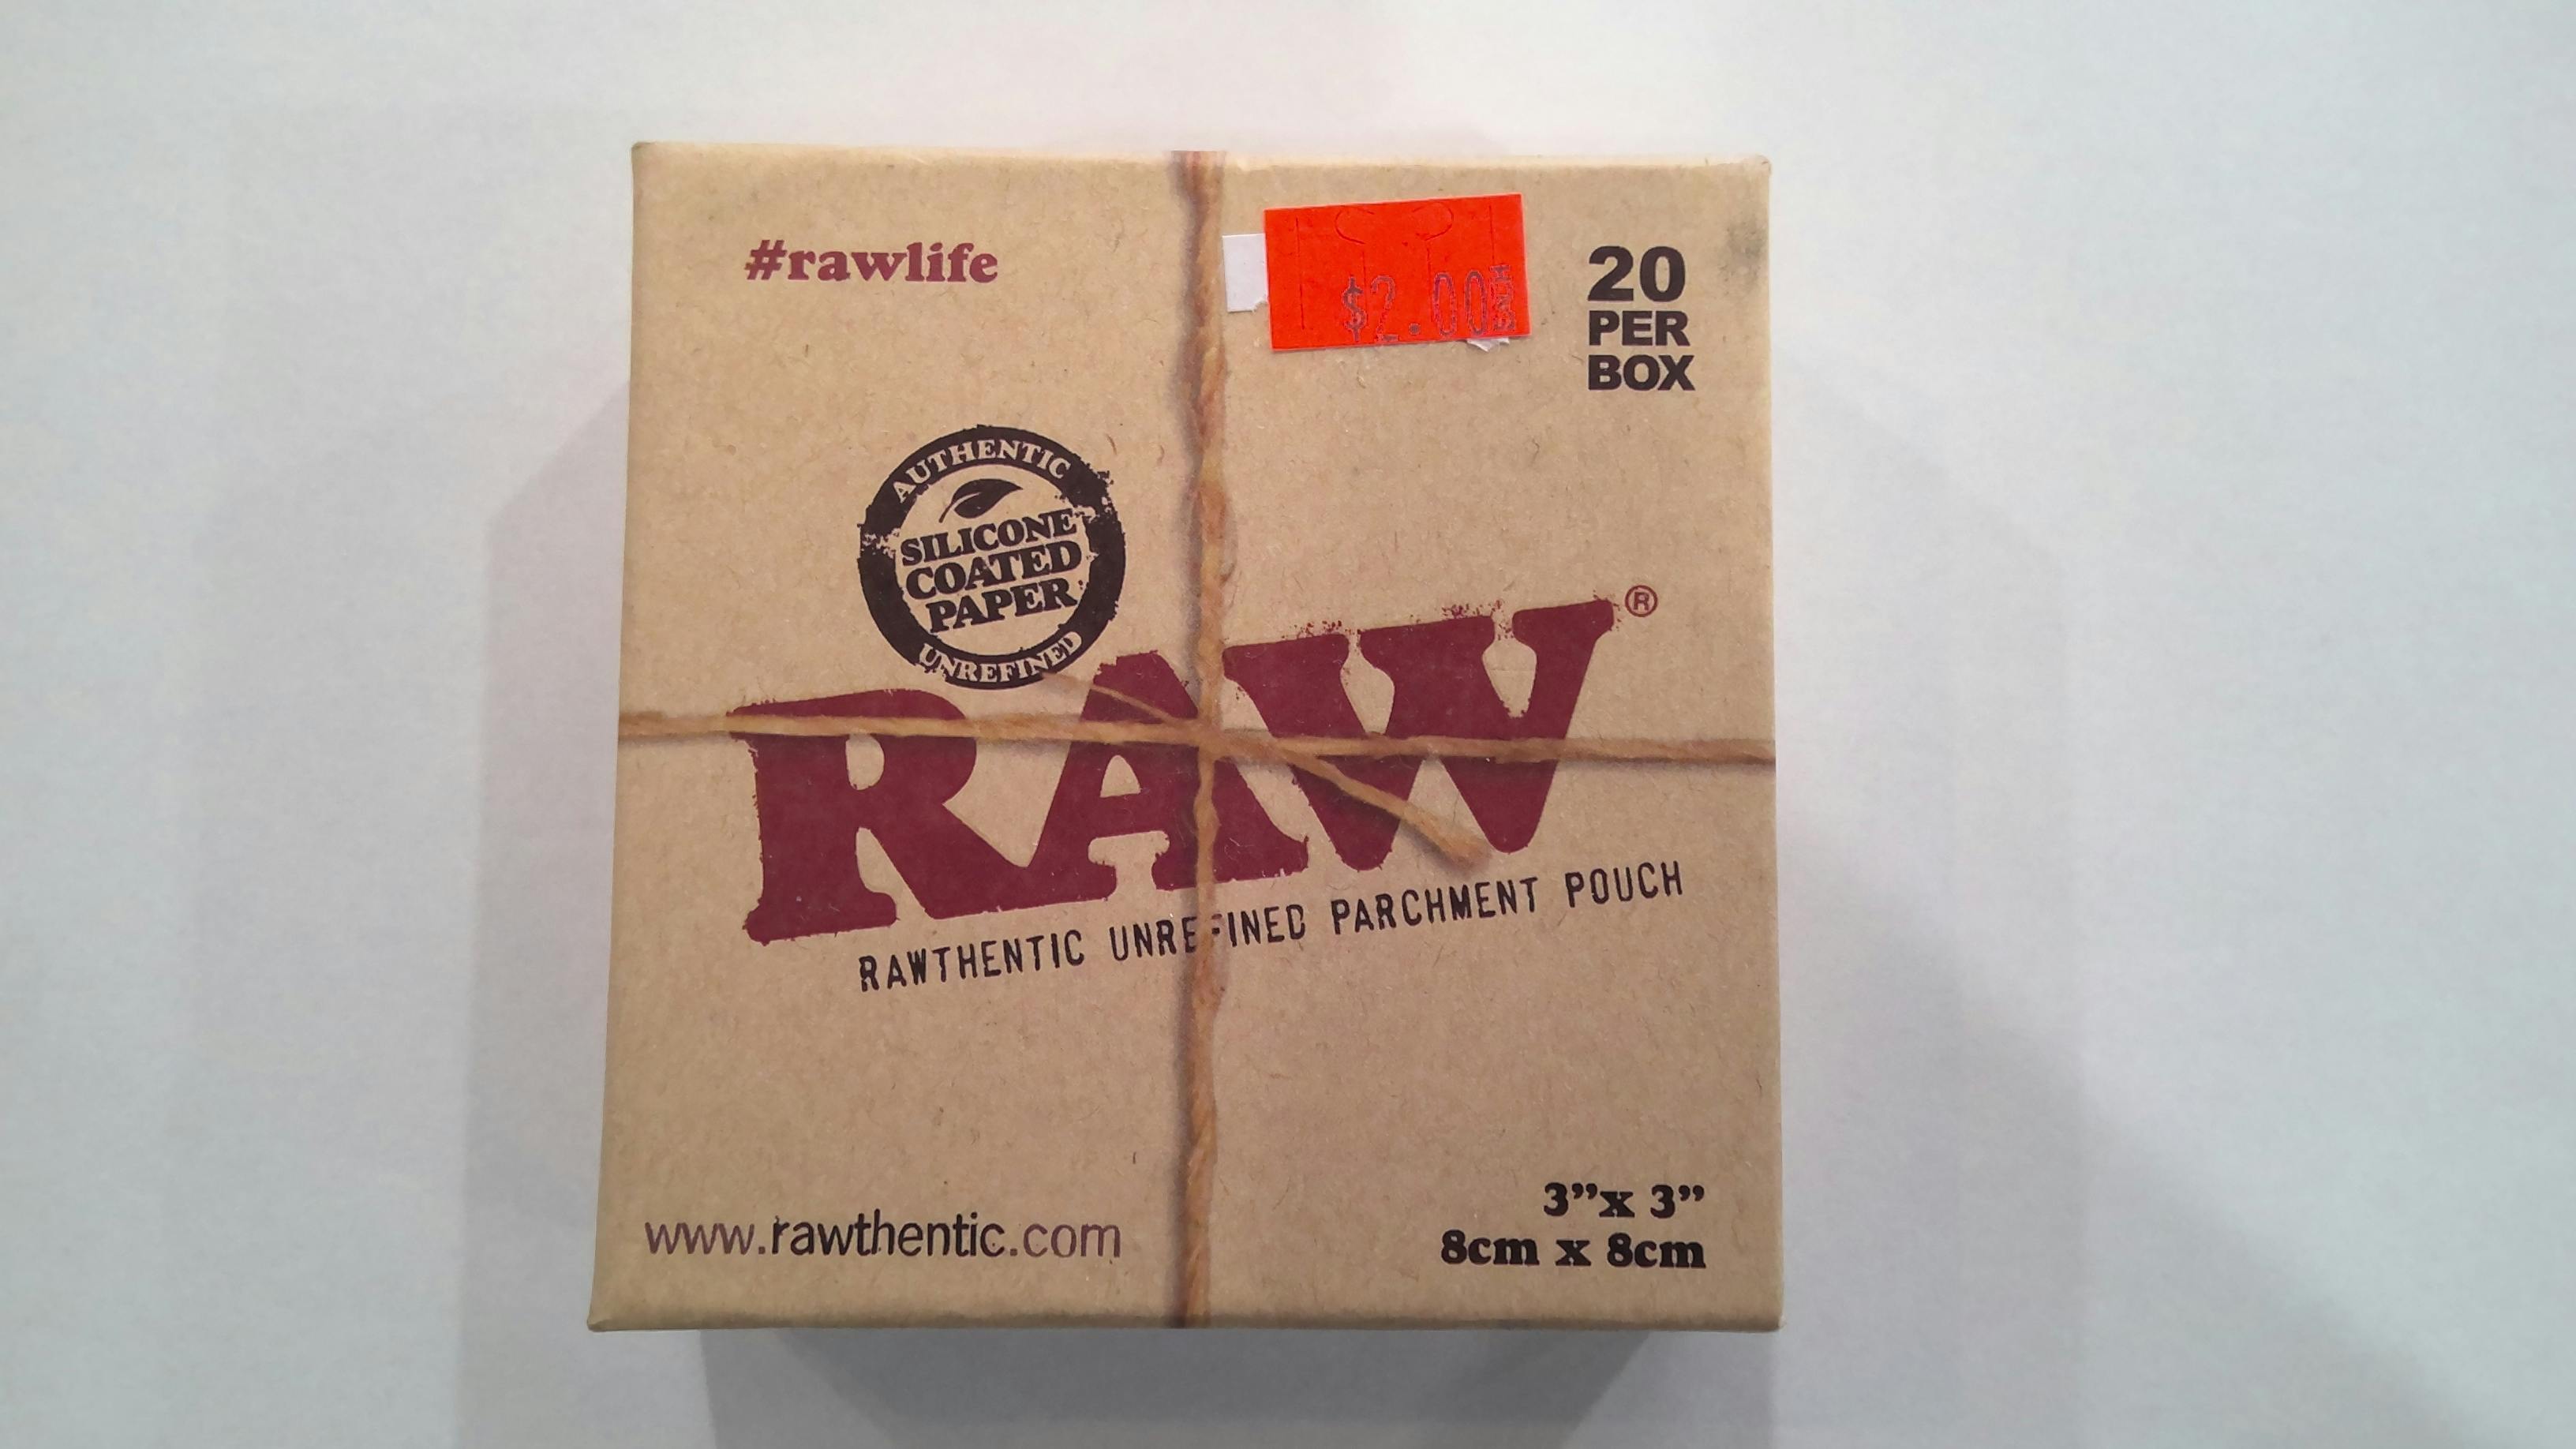 #rawlife
$2.00
20
PER
BOX
AUTHENTIC
SILICONE
COATED
PAPER
UNREFINED
RAW®
RAWTHENTIC UNREFINED PARCHMENT POUCH
www.rawthentic.com
3”x 3”
8cm x 8cm